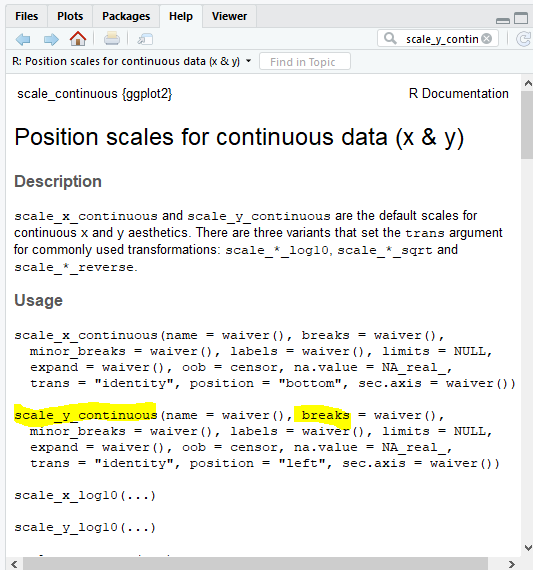 Files Plots Packages Help Viewer
scale_y_contin
R: Position scales for continuous data (x & y) Find in Topic
scale_continuous {ggplot2} R Documentation
Position scales for continuous data (x & y)
Description
scale_x_continuous and scale_y_continuous are the default scales for
continuous x and y aesthetics. There are three variants that set the trans argument
for commonly used transformations: scale_*_log10, scale_*_sqrt and
scale_*_reverse.
Usage
scale_x_continuous(name = waiver(), breaks = waiver(),
minor_breaks = waiver(), labels = waiver(), limits = NULL,
expand = waiver(), oob = censor, na.value = NA_real_,
trans = "identity", position = "bottom", sec.axis = waiver())
scale_y_continuous(name = waiver(), breaks = waiver(),
minor_breaks = waiver(), labels = waiver(), limits = NULL,
expand = waiver(), oob = censor, na.value = NA_real_,
trans = "identity", position = "left", sec.axis = waiver())
scale_x_log10(...)
scale_y_log10(...)